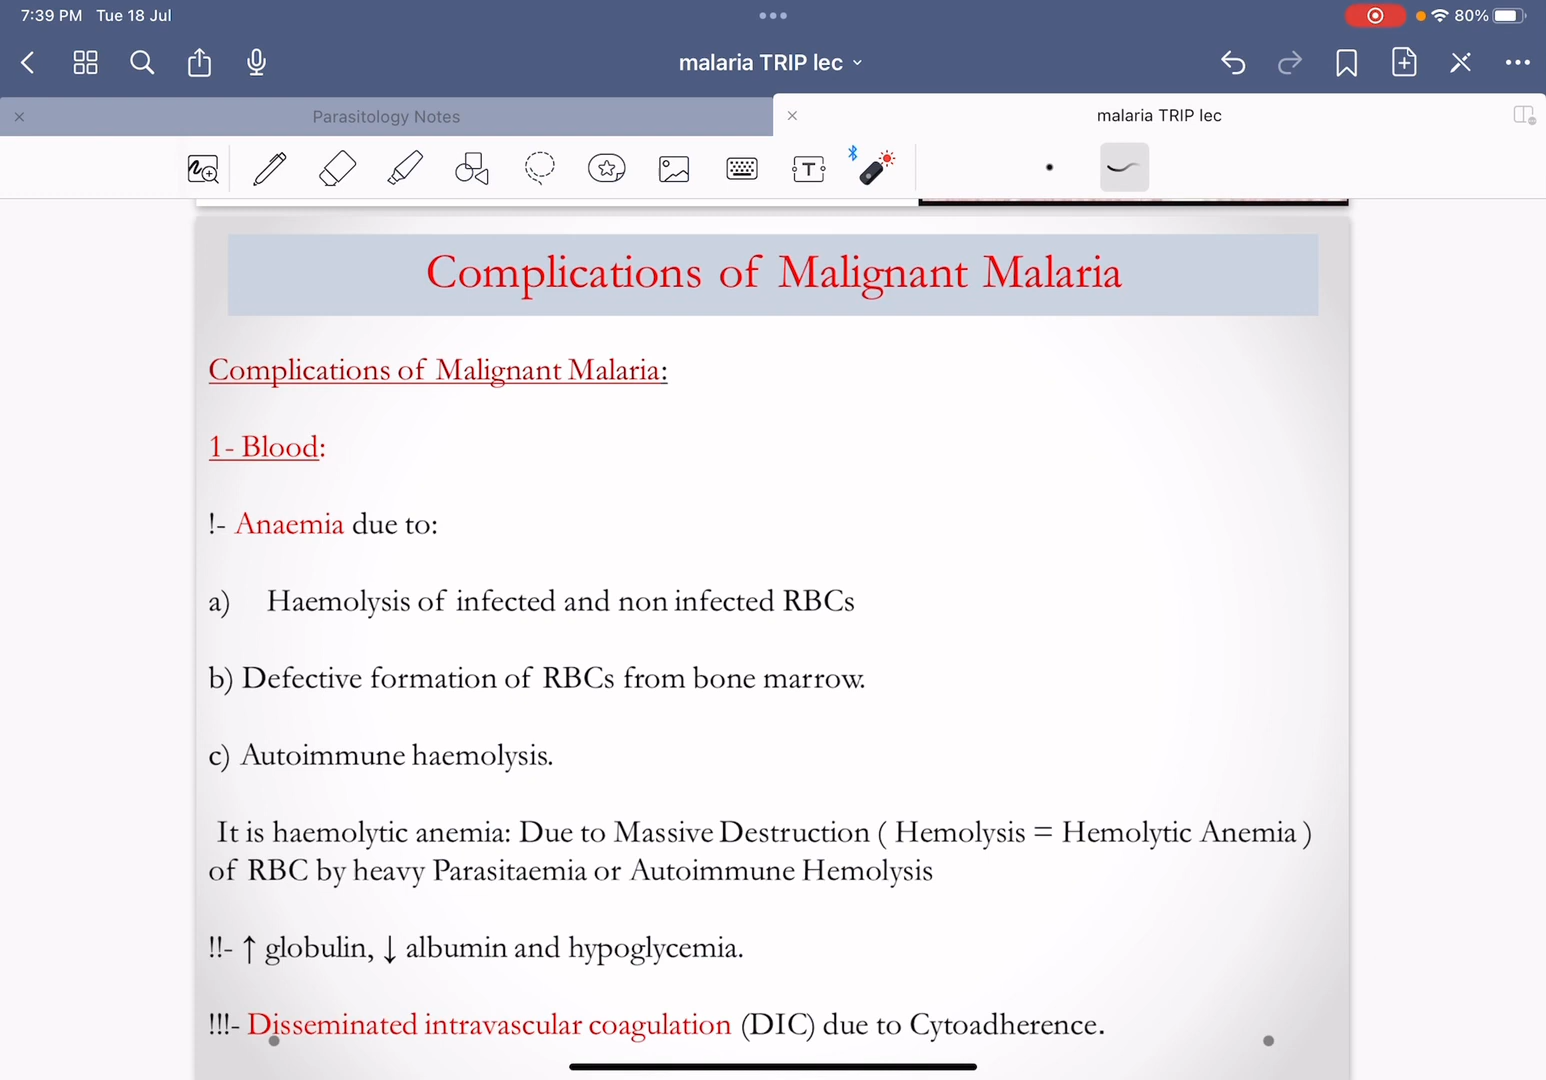 7:39 PM Tue 18 Jul
80%
malaria TRIP lec
Parasitology Notes
malaria TRIP lec
T
Complications of Malignant Malaria
Complications of Malignant Malaria:
1- Blood:
!- Anaemia due to:
a) Haemolysis of infected and non infected RBCs
b) Defective formation of RBCs from bone marrow.
c) Autoimmune haemolysis.
It is haemolytic anemia: Due to Massive Destruction ( Hemolysis = Hemolytic Anemia )
of RBC by heavy Parasitaemia or Autoimmune Hemolysis
!!- ↑ globulin, ↓ albumin and hypoglycemia.
!!!- Disseminated intravascular coagulation (DIC) due to Cytoadherence.